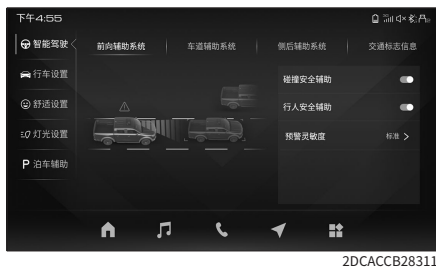 下午4:55
智能驾驶
前向辅助系统
车道辅助系统
侧后辅助系统
交通标志信息
行车设置
碰撞安全辅助
舒适设置
行人安全辅助
灯光设置
预警灵敏度
标准
P 泊车辅助
2DCACCB28311